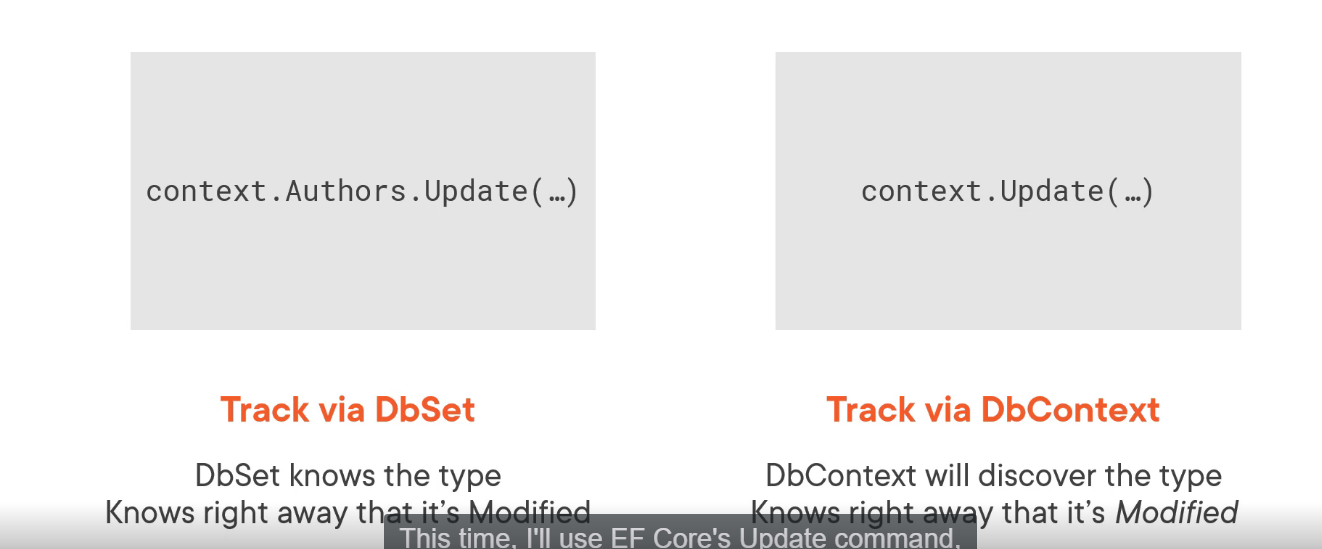 context.Authors.Update(…)
context.Update(…)
Track via DbSet
Track via DbContext
DbSet knows the type
Knows right away that it's Modified
DbContext will discover the type
Knows right away that it's Modified
This time, I'll use EF Core's Update command,